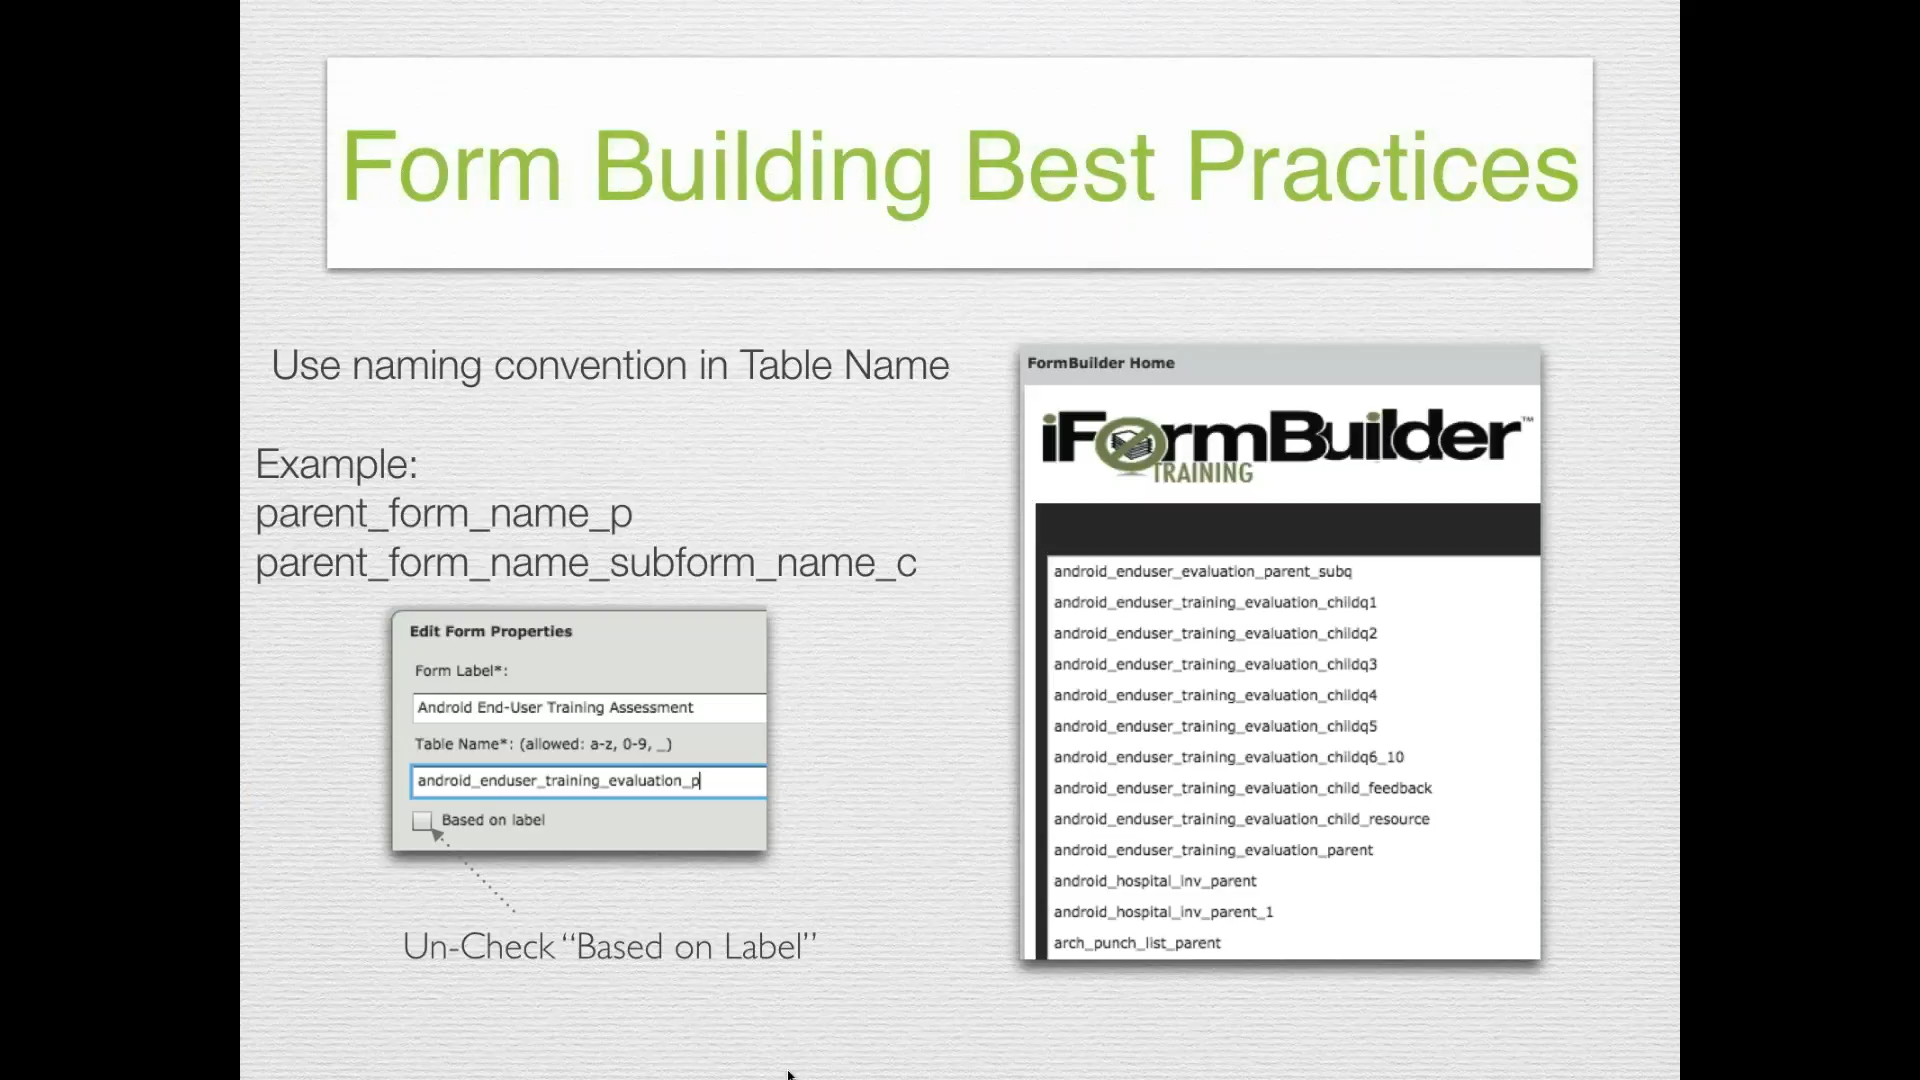 Form Building Best Practices
Use naming convention in Table Name
Example:
parent_form_name_p
parent_form_name_subform_name_c
Edit Form Properties
Form Label*:
Android End-User Training Assessment
Table Name*: (allowed: a-z, 0-9, _)
android_enduser_training_evaluation_p
Based on label
Un-Check “Based on Label”
FormBuilder Home
iFormBuilder™
TRAINING
android_enduser_evaluation_parent_subq
android_enduser_training_evaluation_childq1
android_enduser_training_evaluation_childq2
android_enduser_training_evaluation_childq3
android_enduser_training_evaluation_childq4
android_enduser_training_evaluation_childq5
android_enduser_training_evaluation_childq6_10
android_enduser_training_evaluation_child_feedback
android_enduser_training_evaluation_child_resource
android_enduser_training_evaluation_parent
android_hospital_inv_parent
android_hospital_inv_parent_1
arch_punch_list_parent